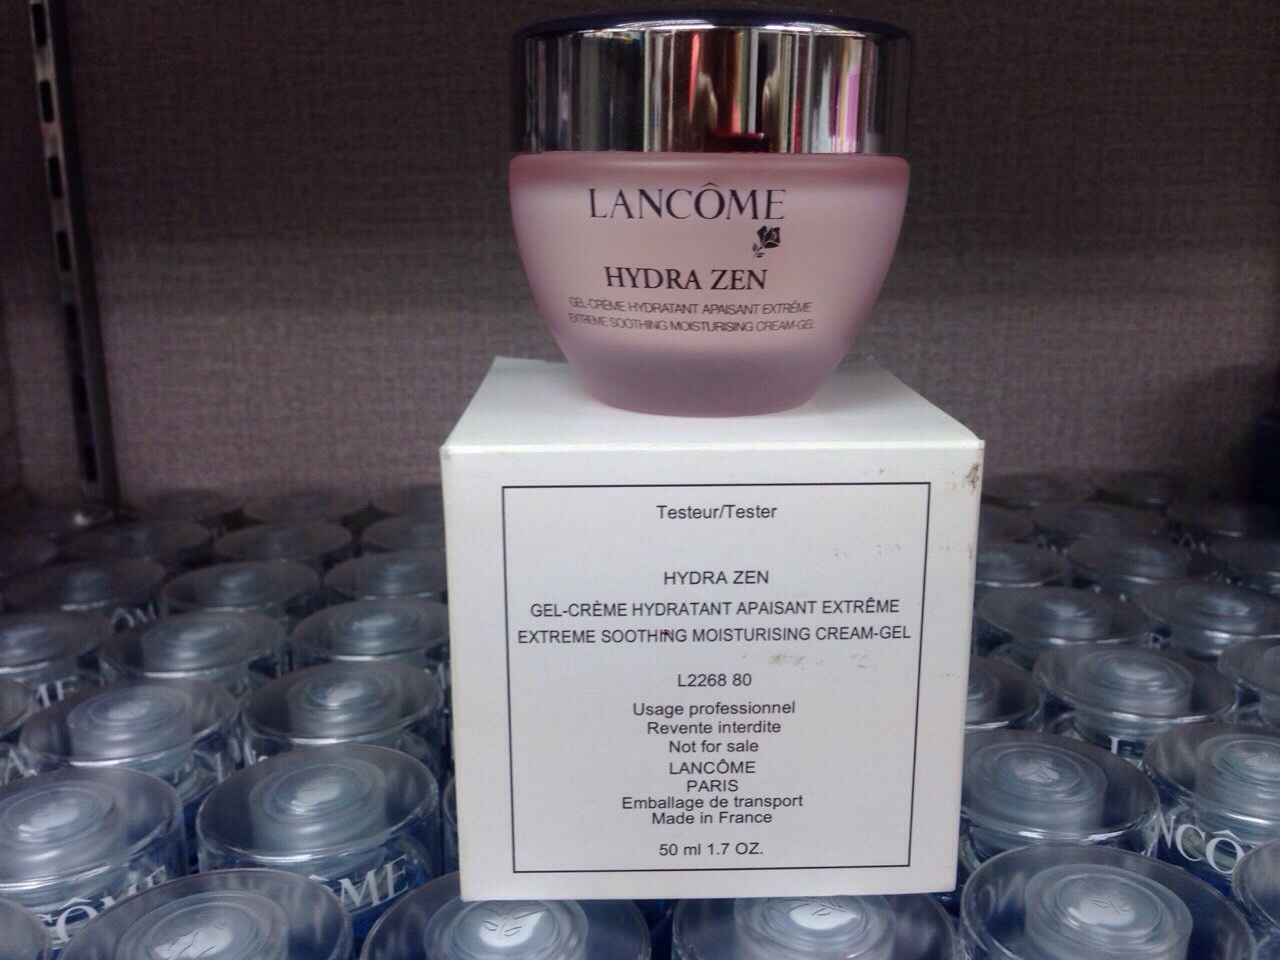 LANCÔME
HYDRA ZEN
GEL-CRÈME HYDRATANT APAISANT EXTRÊME
EXTREME SOOTHING MOISTURISING CREAM-GEL
Testeur/Tester
HYDRA ZEN
GEL-CRÈME HYDRATANT APAISANT EXTRÊME
EXTREME SOOTHING MOISTURISING CREAM-GEL
L2268 80
Usage professionnel
Revente interdite
Not for sale
LANCÔME
PARIS
Emballage de transport
Made in France
50 ml 1.7 OZ.